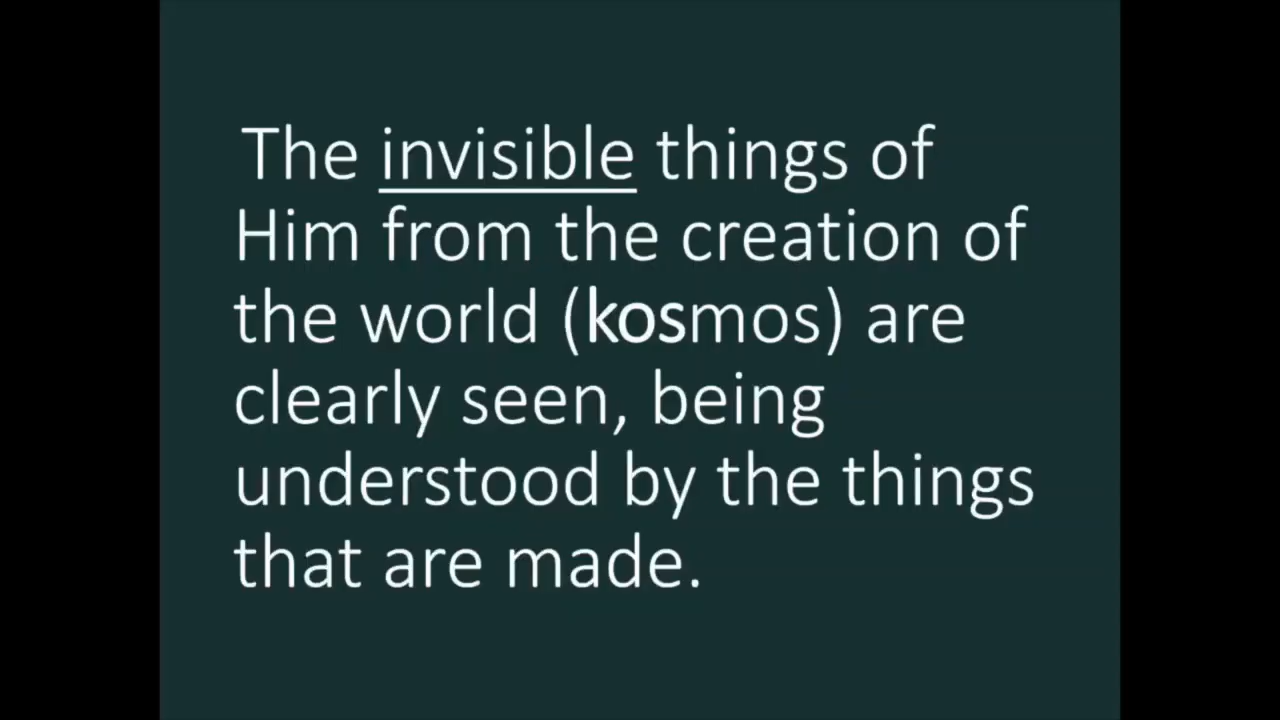 The invisible things of
Him from the creation of
the world (kosmos) are
clearly seen, being
understood by the things
that are made.